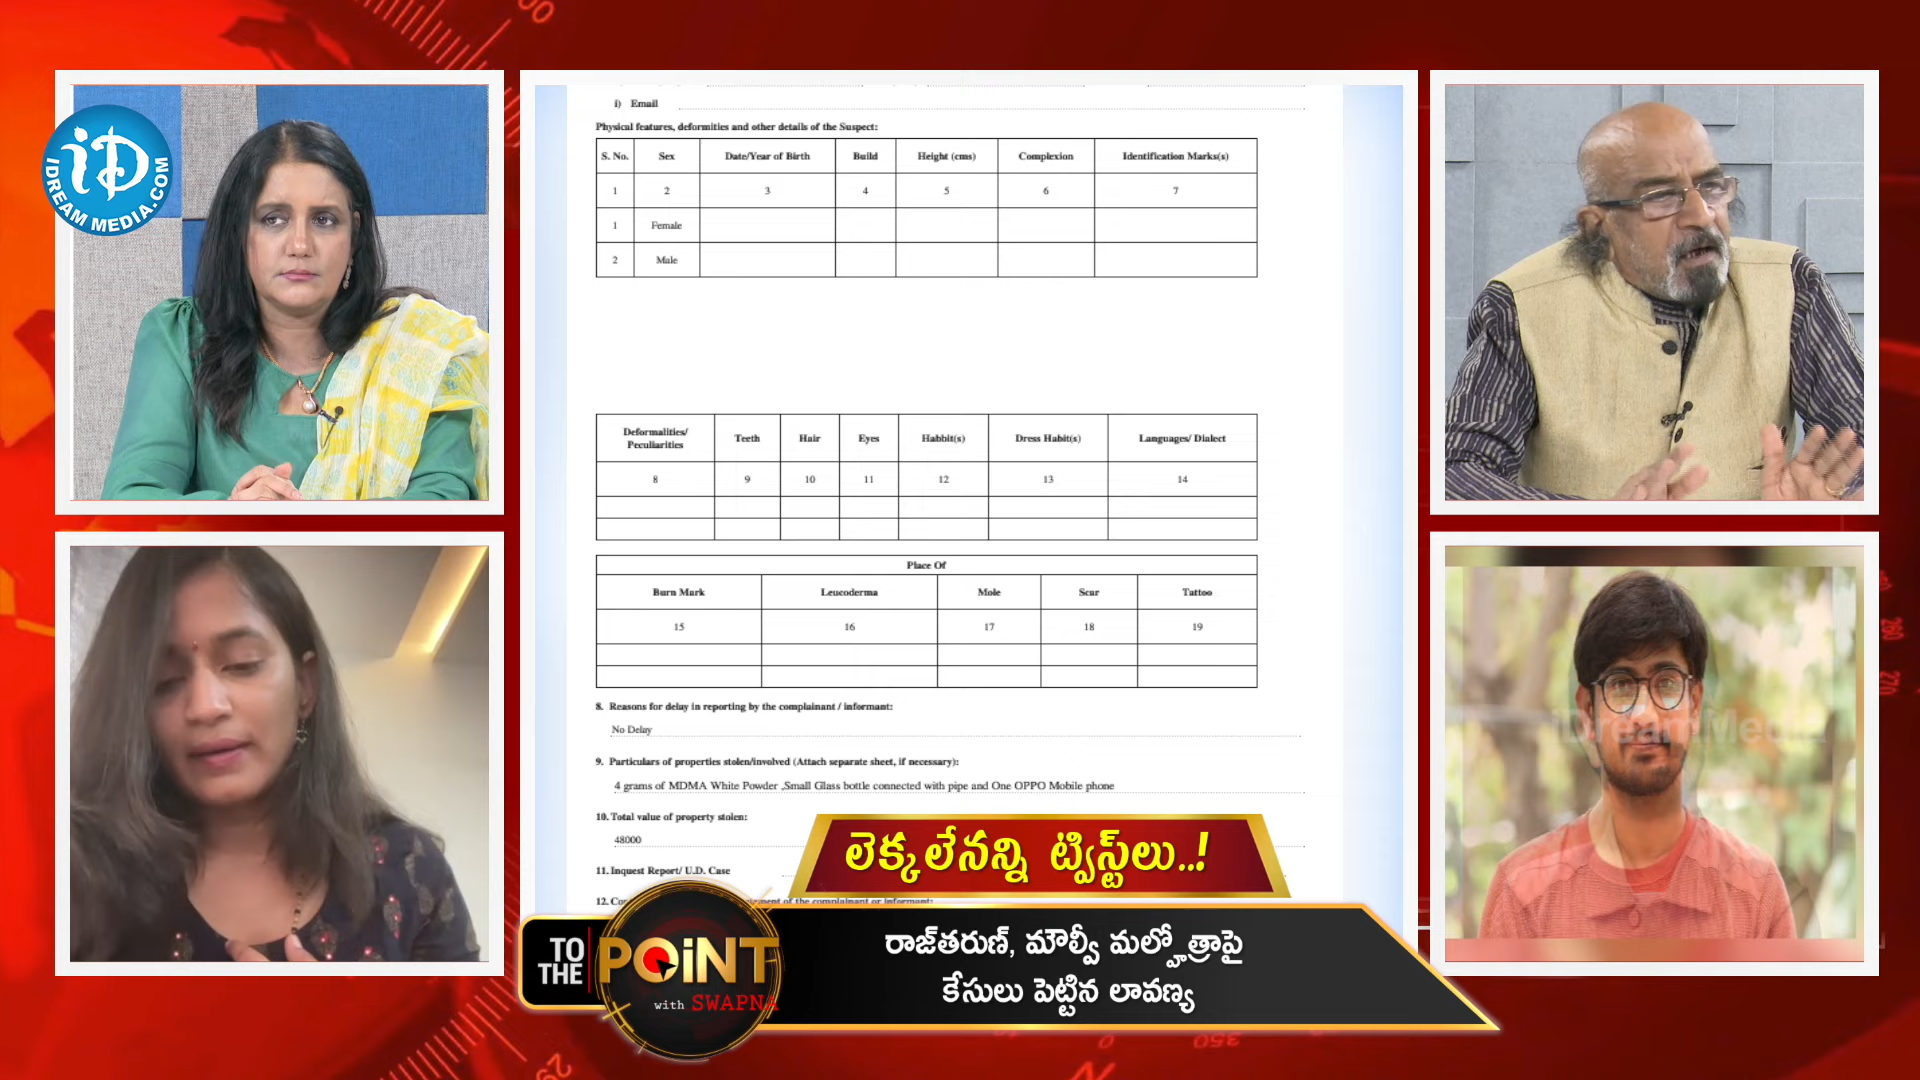 iD
IDREAM MEDIA.COM
i) Email
Physical features, deformities and other details of the Suspect:
S. No. Sex Date/Year of Birth Build Height (cms) Complexion Identification Marks(s)
1 2 3 4 5 6 7
1 Female
2 Male
Deformalities/ Peculiarities Teeth Hair Eyes Habbit(s) Dress Habit(s) Languages/ Dialect
8 9 10 11 12 13 14
Place Of
Burn Mark Leucoderma Mole Scar Tattoo
15 16 17 18 19
8. Reasons for delay in reporting by the complainant / informant:
No Delay
9. Particulars of properties stolen/involved (Attach separate sheet, if necessary):
4 grams of MDMA White Powder ,Small Glass bottle connected with pipe and One OPPO Mobile phone
10. Total value of property stolen:
48000
11. Inquest Report/ U.D. Case
iDream Media
లెక్కలేనన్ని ట్విస్ట్‌లు..!
TO THE POiNT
with SWAPNA
రాజ్‌తరుణ్, మౌల్వీ మల్హోత్రాపై
కేసులు పెట్టిన లావణ్య